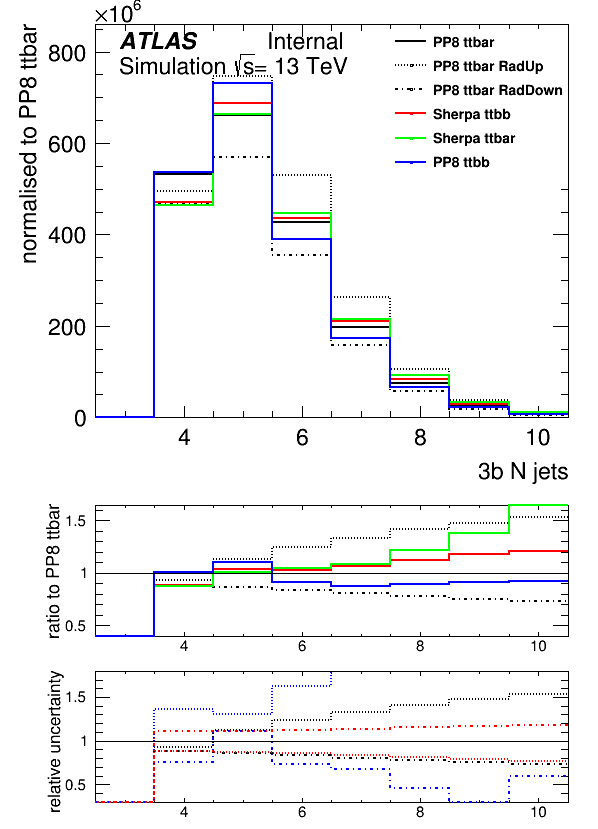 ×10⁶
ATLAS Internal
Simulation √s= 13 TeV
normalised to PP8 ttbar
800
600
400
200
0
PP8 ttbar
PP8 ttbar RadUp
PP8 ttbar RadDown
Sherpa ttbb
Sherpa ttbar
PP8 ttbb
4 6 8 10
3b N jets
ratio to PP8 ttbar
1.5
1
0.5
4 6 8 10
relative uncertainty
1.5
1
0.5
4 6 8 10